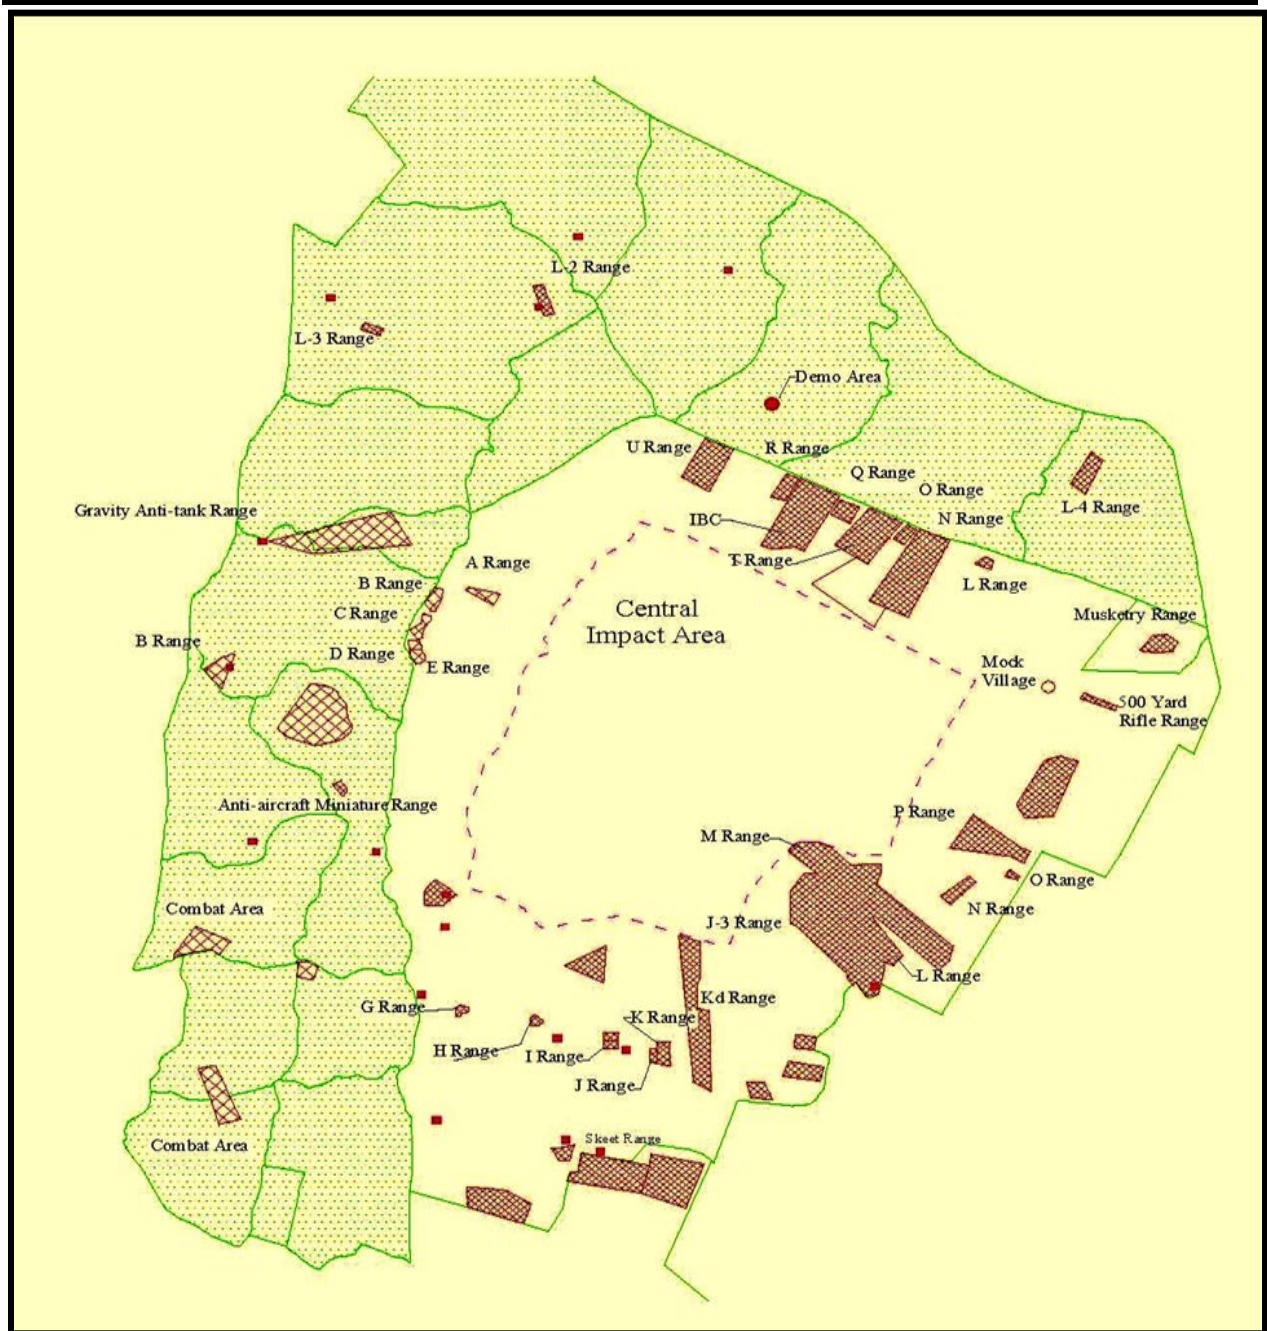 L-2 Range
L-3 Range
Demo Area
U Range
R Range
Q Range
O Range
N Range
L-4 Range
Gravity Anti-tank Range
IBC
T Range
A Range
B Range
L Range
C Range
Musketry Range
Central
Impact Area
B Range
D Range
E Range
Mock
Village
500 Yard
Rifle Range
Anti-aircraft Miniature Range
P Range
M Range
O Range
Combat Area
N Range
J-3 Range
L Range
Kd Range
G Range
K Range
H Range
I Range
J Range
Skeet Range
Combat Area